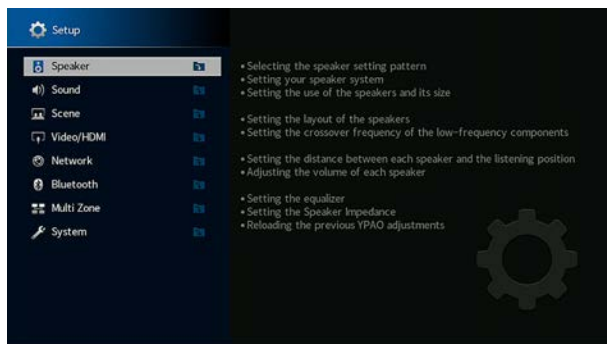 Setup
Speaker
Sound
Scene
Video/HDMI
Network
Bluetooth
Multi Zone
System
•Selecting the speaker setting pattern
•Setting your speaker system
•Setting the use of the speakers and its size
•Setting the layout of the speakers
•Setting the crossover frequency of the low-frequency components
•Setting the distance between each speaker and the listening position
•Adjusting the volume of each speaker
•Setting the equalizer
•Setting the Speaker Impedance
•Reloading the previous YPAO adjustments